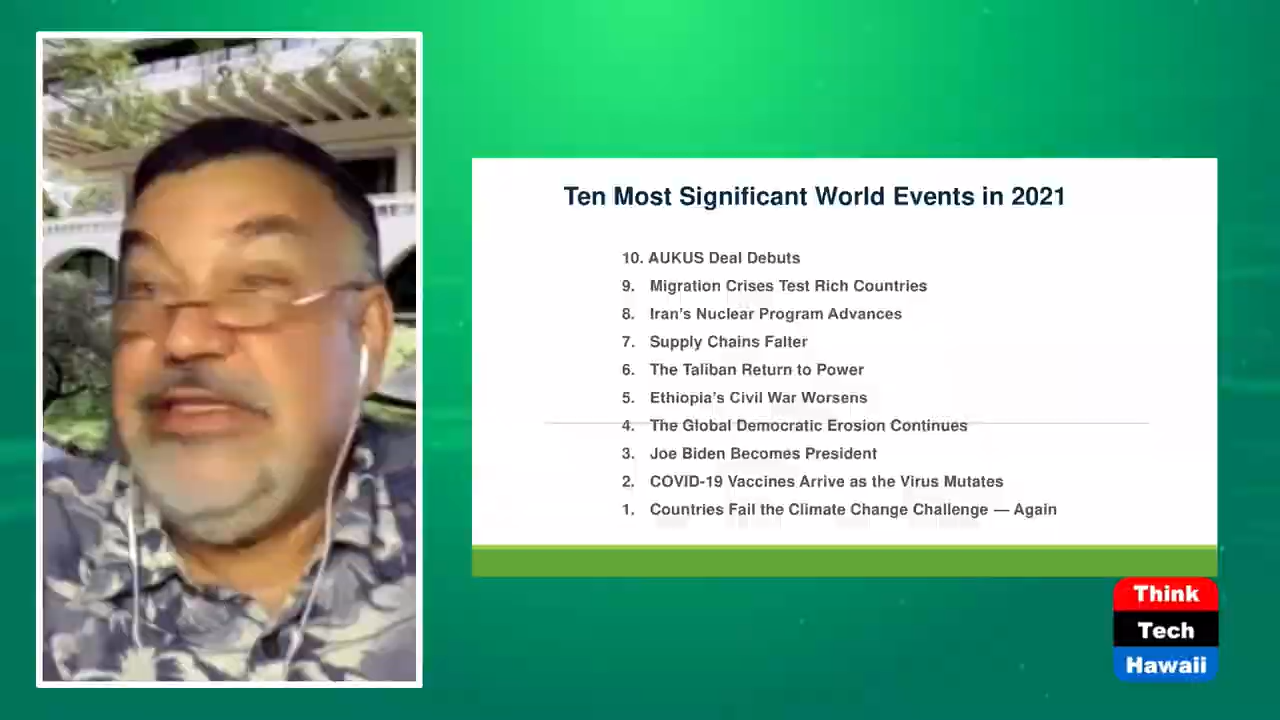 Ten Most Significant World Events in 2021
10. AUKUS Deal Debuts
9. Migration Crises Test Rich Countries
8. Iran's Nuclear Program Advances
7. Supply Chains Falter
6. The Taliban Return to Power
5. Ethiopia's Civil War Worsens
4. The Global Democratic Erosion Continues
3. Joe Biden Becomes President
2. COVID-19 Vaccines Arrive as the Virus Mutates
1. Countries Fail the Climate Change Challenge — Again
Think
Tech
Hawaii